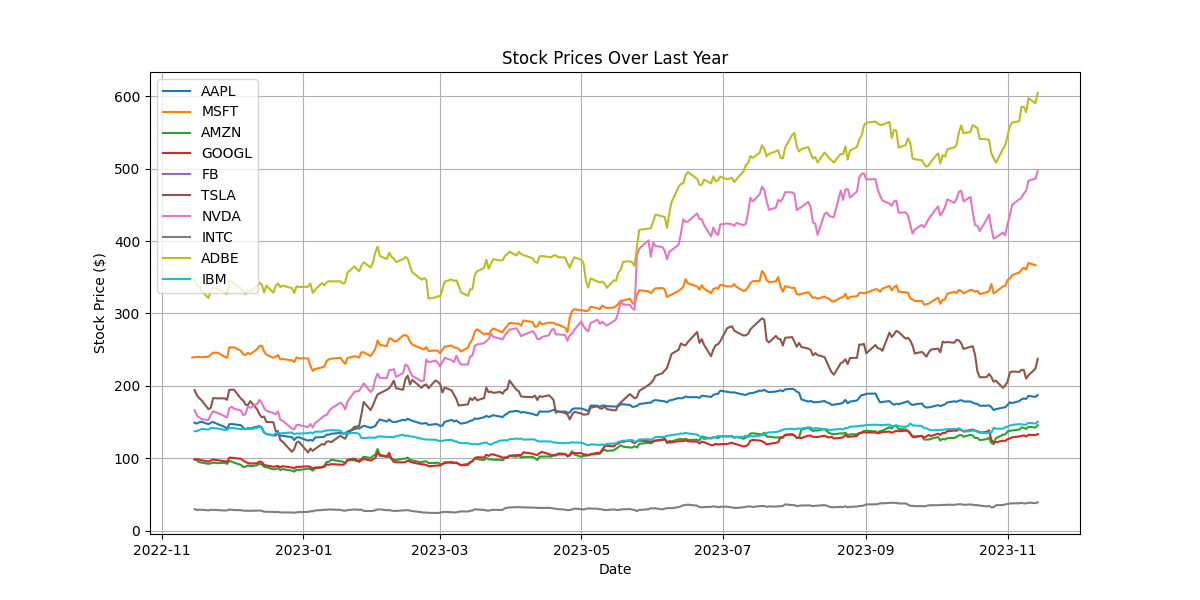 Stock Prices Over Last Year
AAPL
MSFT
AMZN
GOOGL
FB
TSLA
NVDA
INTC
ADBE
IBM
600
500
400
300
200
100
0
Stock Price ($)
2022-11 2023-01 2023-03 2023-05 2023-07 2023-09 2023-11
Date